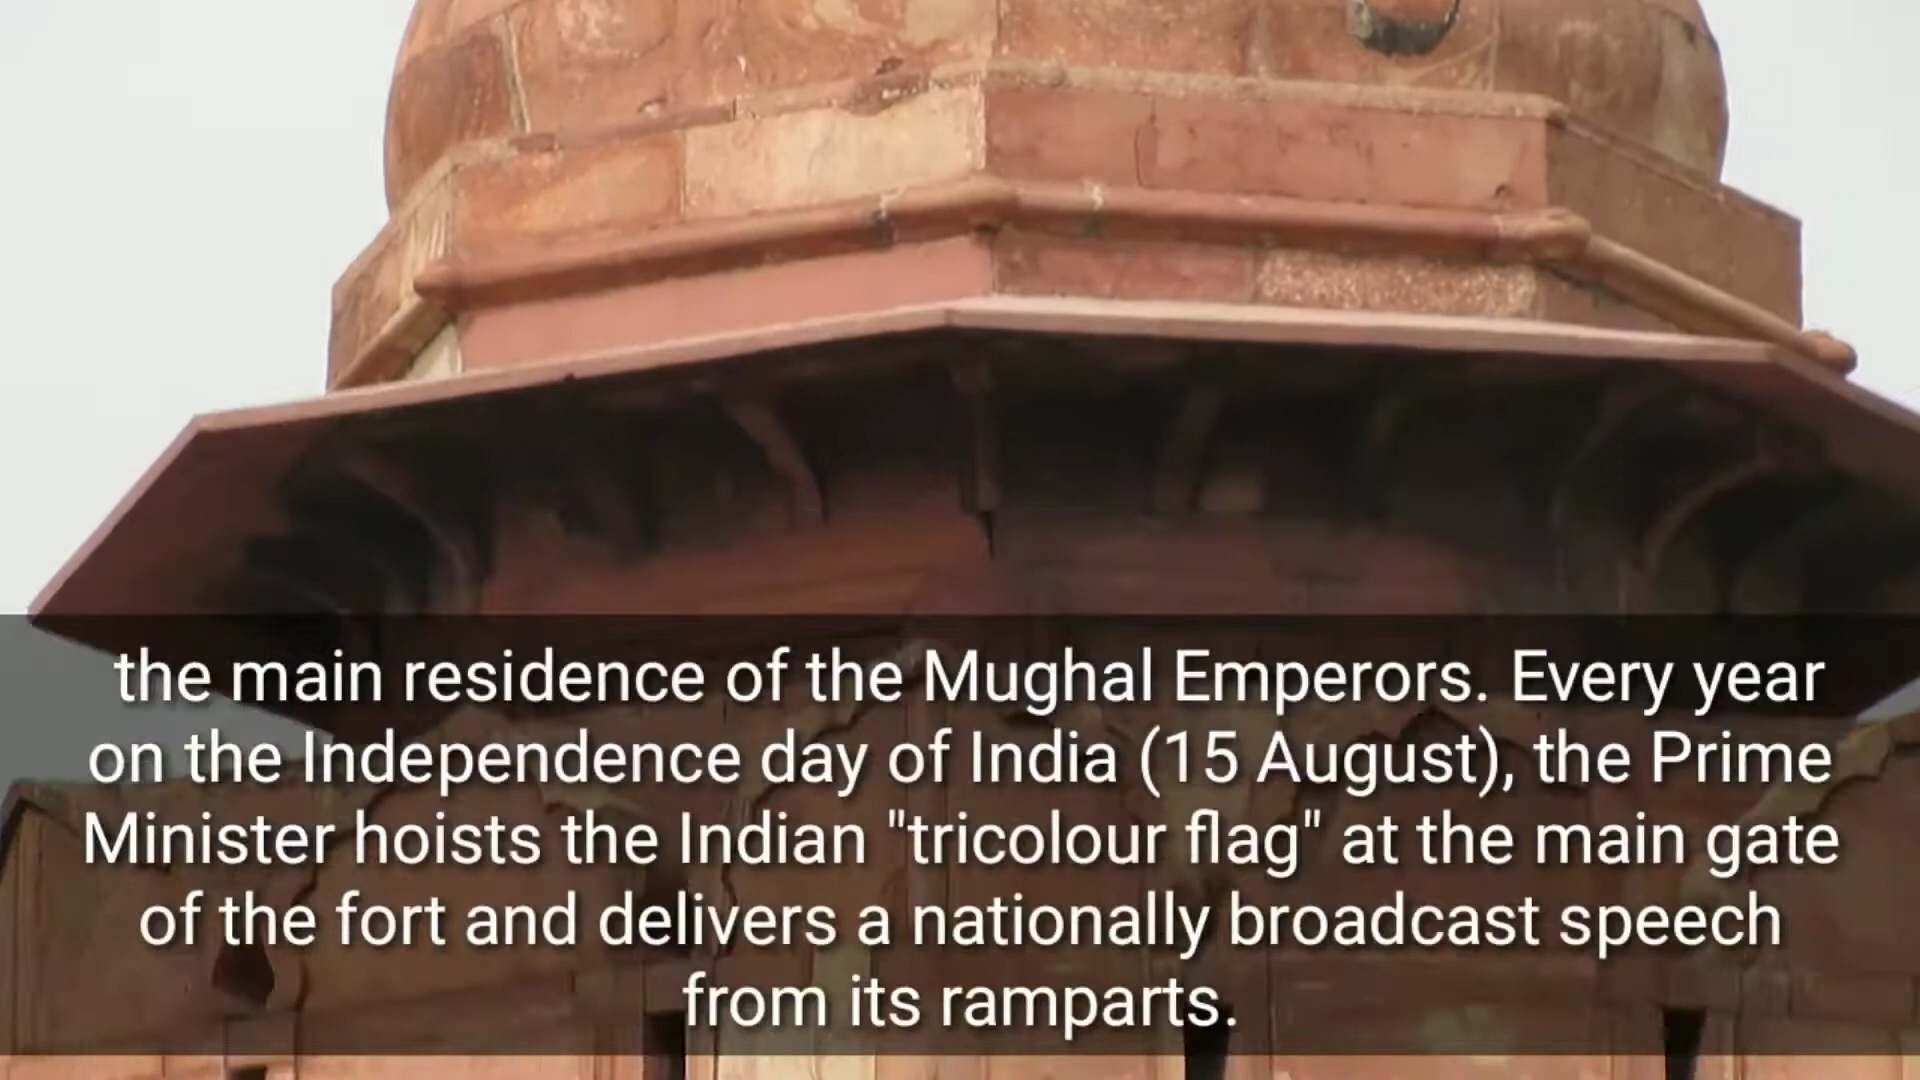 the main residence of the Mughal Emperors. Every year
on the Independence day of India (15 August), the Prime
Minister hoists the Indian "tricolour flag" at the main gate
of the fort and delivers a nationally broadcast speech
from its ramparts.